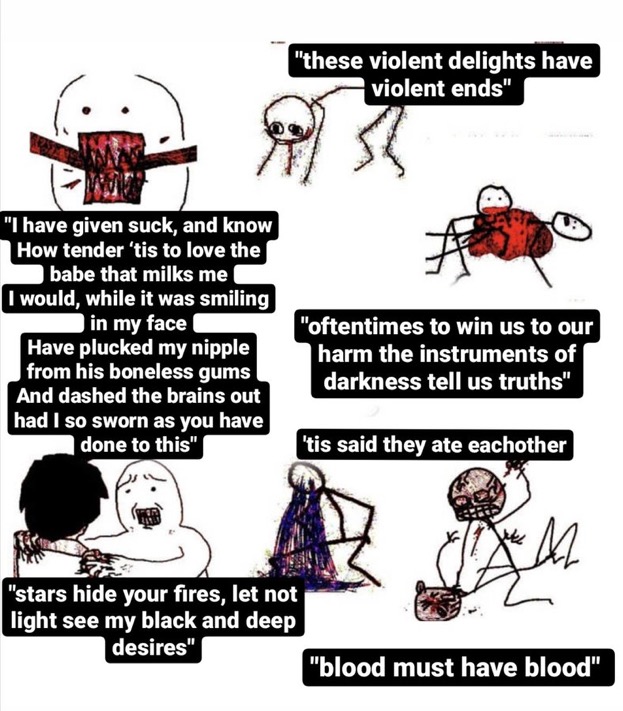 "these violent delights have
violent ends"
"I have given suck, and know
How tender 'tis to love the
babe that milks me
I would, while it was smiling
in my face
Have plucked my nipple
from his boneless gums
And dashed the brains out
had I so sworn as you have
done to this"
"oftentimes to win us to our
harm the instruments of
darkness tell us truths"
'tis said they ate eachother
"stars hide your fires, let not
light see my black and deep
desires"
"blood must have blood"